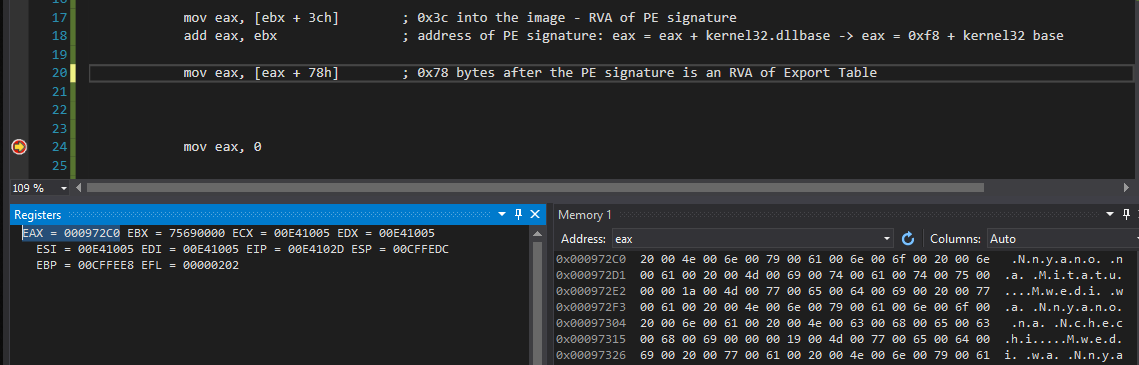 17 mov eax, [ebx + 3ch] ; 0x3c into the image - RVA of PE signature
18 add eax, ebx ; address of PE signature: eax = eax + kernel32.dllbase -> eax = 0xf8 + kernel32 base
19
20 mov eax, [eax + 78h] ; 0x78 bytes after the PE signature is an RVA of Export Table
21
22
23
24 mov eax, 0
25
109 %
Registers
EAX = 000972C0 EBX = 75690000 ECX = 00E41005 EDX = 00E41005
ESI = 00E41005 EDI = 00E41005 EIP = 00E4102D ESP = 00CFFEDC
EBP = 00CFFEE8 EFL = 00000202
Memory 1
Address: eax Columns: Auto
0x000972C0 20 00 4e 00 6e 00 79 00 61 00 6e 00 6f 00 20 00 6e .N.n.y.a.n.o. .n
0x000972D1 00 61 00 20 00 4d 00 69 00 74 00 61 00 74 00 75 00 .a. .M.i.t.a.t.u.
0x000972E2 00 00 1a 00 4d 00 77 00 65 00 64 00 69 00 20 00 77 ....M.w.e.d.i. .w
0x000972F3 00 61 00 20 00 4e 00 6e 00 79 00 61 00 6e 00 6f 00 .a. .N.n.y.a.n.o.
0x00097304 20 00 6e 00 61 00 20 00 4e 00 63 00 68 00 65 00 63 .n.a. .N.c.h.e.c
0x00097315 00 68 00 69 00 00 00 19 00 4d 00 77 00 65 00 64 00 .h.i.....M.w.e.d.
0x00097326 69 00 20 00 77 00 61 00 20 00 4e 00 6e 00 79 00 61 i. .w.a. .N.n.y.a